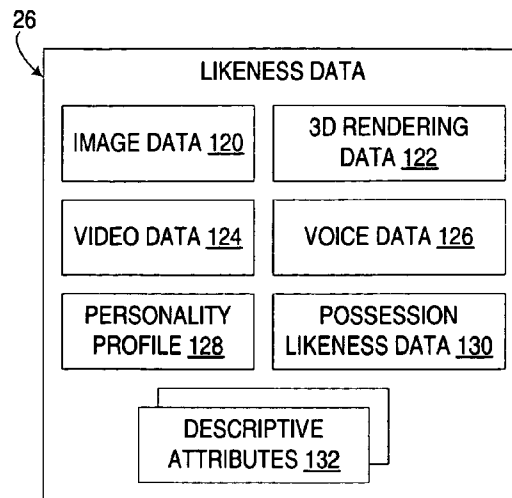 26
LIKENESS DATA
IMAGE DATA 120
3D RENDERING
DATA 122
VIDEO DATA 124
VOICE DATA 126
PERSONALITY
PROFILE 128
POSSESSION
LIKENESS DATA 130
DESCRIPTIVE
ATTRIBUTES 132